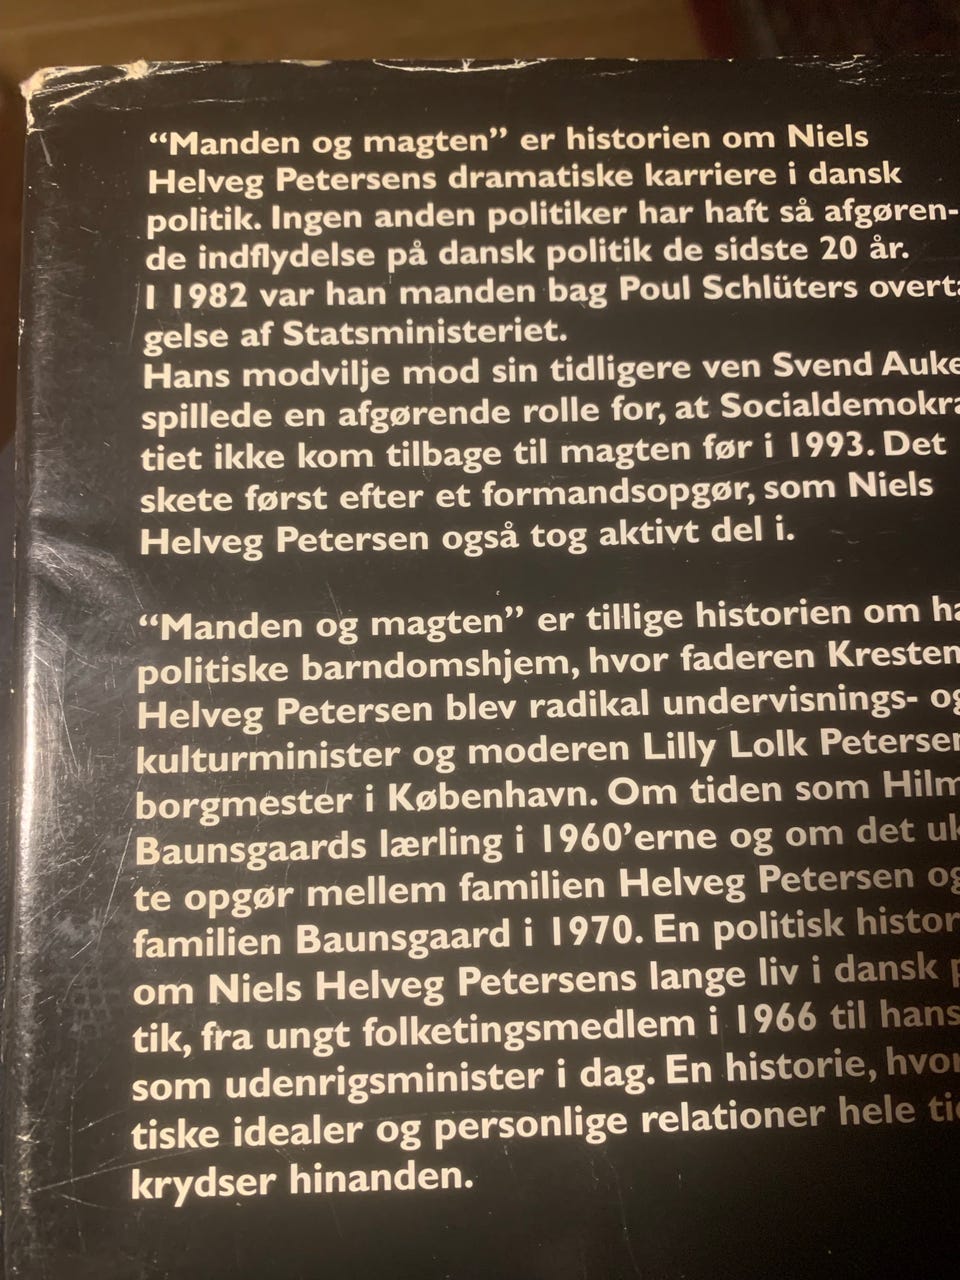 “Manden og magten” er historien om Niels
Helveg Petersens dramatiske karriere i dansk
politik. Ingen anden politiker har haft så afgøren-
de indflydelse på dansk politik de sidste 20 år.
I 1982 var han manden bag Poul Schlüters overta
gelse af Statsministeriet.
Hans modvilje mod sin tidligere ven Svend Auke
spillede en afgørende rolle for, at Socialdemokra
tiet ikke kom tilbage til magten før i 1993. Det
skete først efter et formandsopgør, som Niels
Helveg Petersen også tog aktivt del i.
“Manden og magten” er tillige historien om ha
politiske barndomshjem, hvor faderen Kresten
Helveg Petersen blev radikal undervisnings- og
kulturminister og moderen Lilly Lolk Petersen
borgmester i København. Om tiden som Hilm
Baunsgaards lærling i 1960’erne og om det uk
te opgør mellem familien Helveg Petersen og
familien Baunsgaard i 1970. En politisk histor
om Niels Helveg Petersens lange liv i dansk p
tik, fra ungt folketingsmedlem i 1966 til hans
som udenrigsminister i dag. En historie, hvor
tiske idealer og personlige relationer hele tid
krydser hinanden.